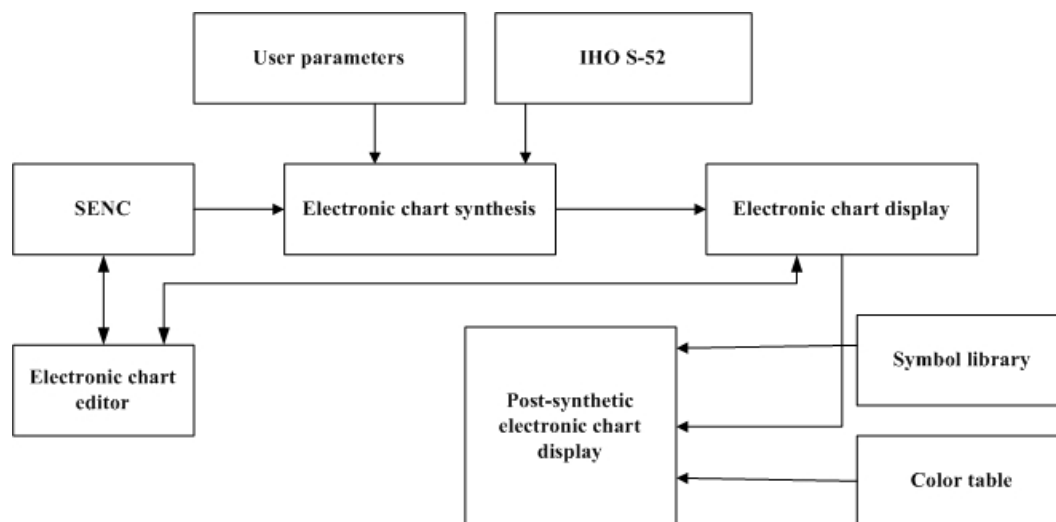 User parameters
IHO S-52
SENC
Electronic chart synthesis
Electronic chart display
Electronic chart
editor
Post-synthetic
electronic chart
display
Symbol library
Color table